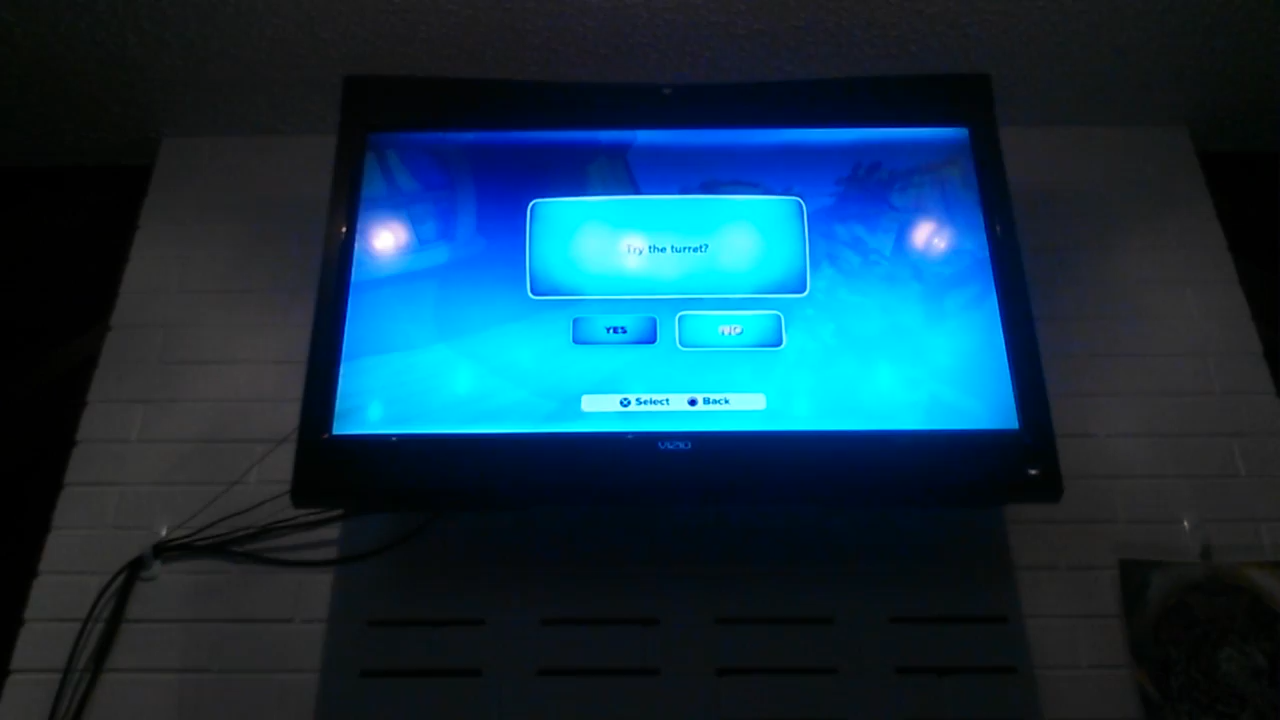 Try the turret?
YES
NO
Select
Back
VIZIO